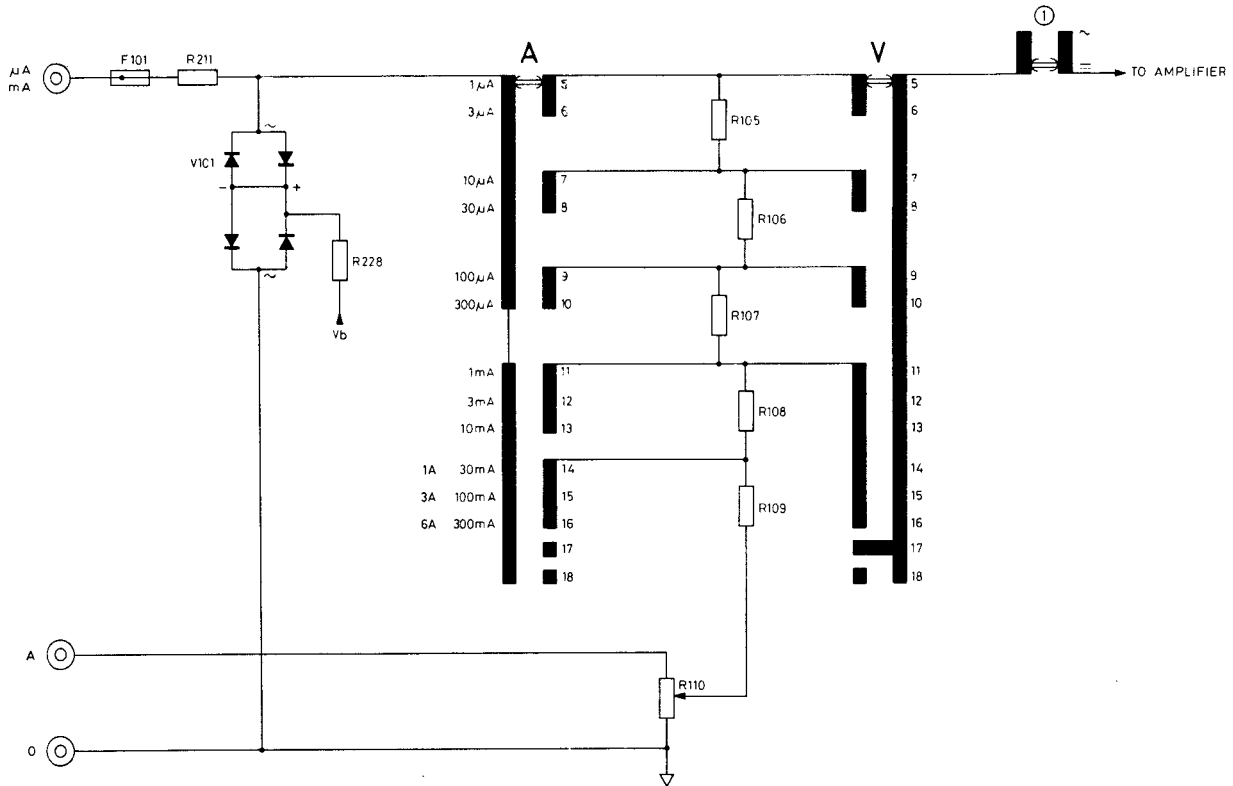 ①
A V
μA
mA
F101 R211
~
=
TO AMPLIFIER
1μA 5 5
3μA 6 6
R105
~
V101
- +
10μA 7 7
30μA 8 8
R106
~
R228
Vb
100μA 9 9
300μA 10 10
R107
1mA 11 11
3mA 12 12
10mA 13 13
R108
1A 30mA 14 14
3A 100mA 15 15
6A 300mA 16 16
R109
17 17
18 18
A
R110
0